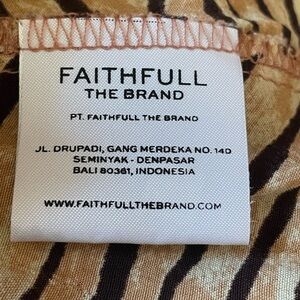 FAITHFULL
THE BRAND
PT. FAITHFULL THE BRAND
JL. DRUPADI, GANG MERDEKA NO. 14D
SEMINYAK - DENPASAR
BALI 80361, INDONESIA
WWW.FAITHFULLTHEBRAND.COM